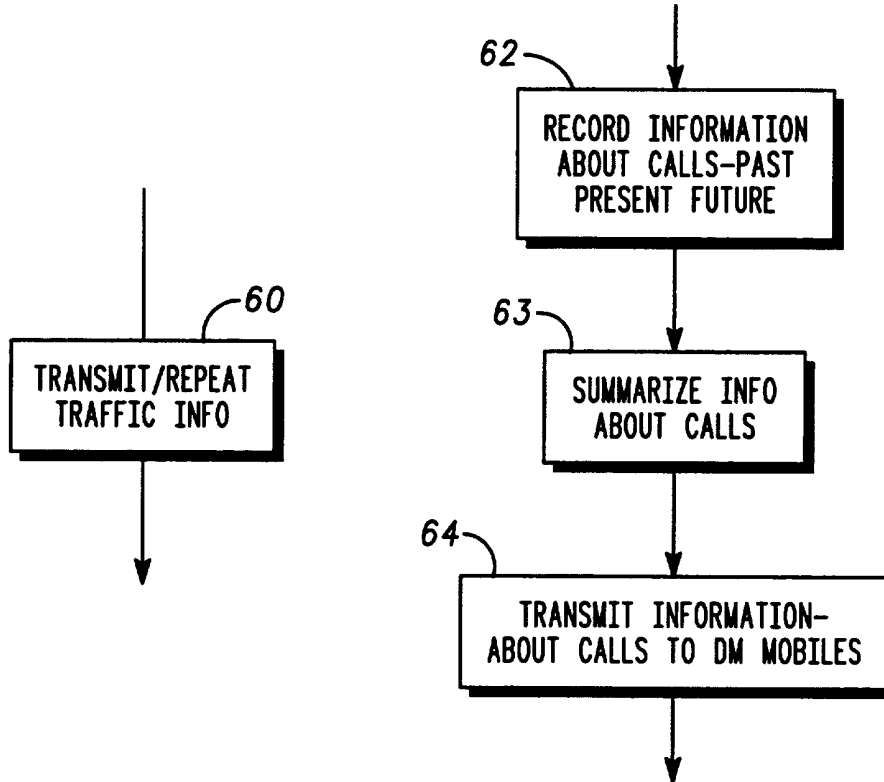 60
TRANSMIT/REPEAT
TRAFFIC INFO
62
RECORD INFORMATION
ABOUT CALLS-PAST
PRESENT FUTURE
63
SUMMARIZE INFO
ABOUT CALLS
64
TRANSMIT INFORMATION-
ABOUT CALLS TO DM MOBILES